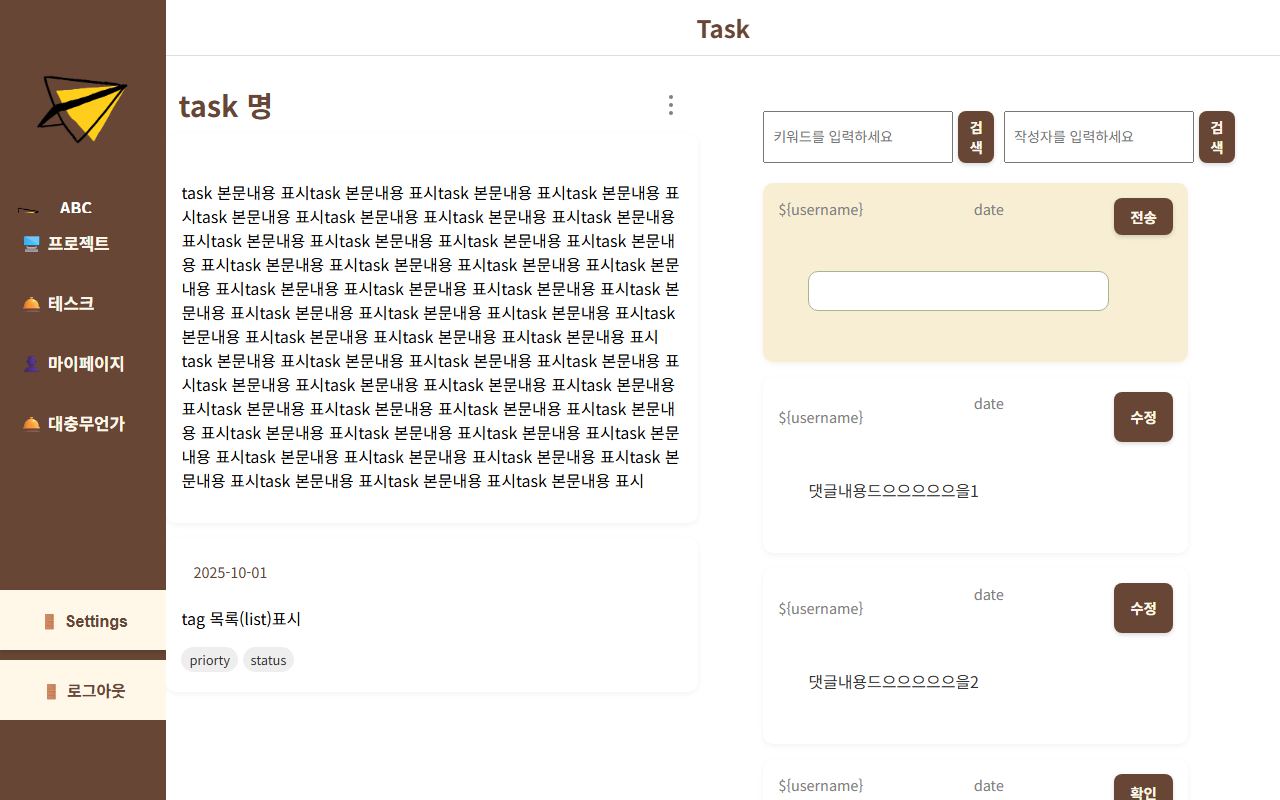 Task
ABC
프로젝트
테스크
마이페이지
대충무언가
Settings
로그아웃
task 명
task 본문내용 표시task 본문내용 표시task 본문내용 표시task 본문내용 표
시task 본문내용 표시task 본문내용 표시task 본문내용 표시task 본문내용
표시task 본문내용 표시task 본문내용 표시task 본문내용 표시task 본문내
용 표시task 본문내용 표시task 본문내용 표시task 본문내용 표시task 본문
내용 표시task 본문내용 표시task 본문내용 표시task 본문내용 표시task 본
문내용 표시task 본문내용 표시task 본문내용 표시task 본문내용 표시task
본문내용 표시task 본문내용 표시task 본문내용 표시task 본문내용 표시
task 본문내용 표시task 본문내용 표시task 본문내용 표시task 본문내용 표
시task 본문내용 표시task 본문내용 표시task 본문내용 표시task 본문내용
표시task 본문내용 표시task 본문내용 표시task 본문내용 표시task 본문내
용 표시task 본문내용 표시task 본문내용 표시task 본문내용 표시task 본문
내용 표시task 본문내용 표시task 본문내용 표시task 본문내용 표시task 본
문내용 표시task 본문내용 표시task 본문내용 표시task 본문내용 표시
2025-10-01
tag 목록(list)표시
priorty status
키워드를 입력하세요
검
색
작성자를 입력하세요
검
색
${username} date 전송
${username} date 수정
댓글내용드으으으으으을1
${username} date 수정
댓글내용드으으으으으을2
${username} date 확인